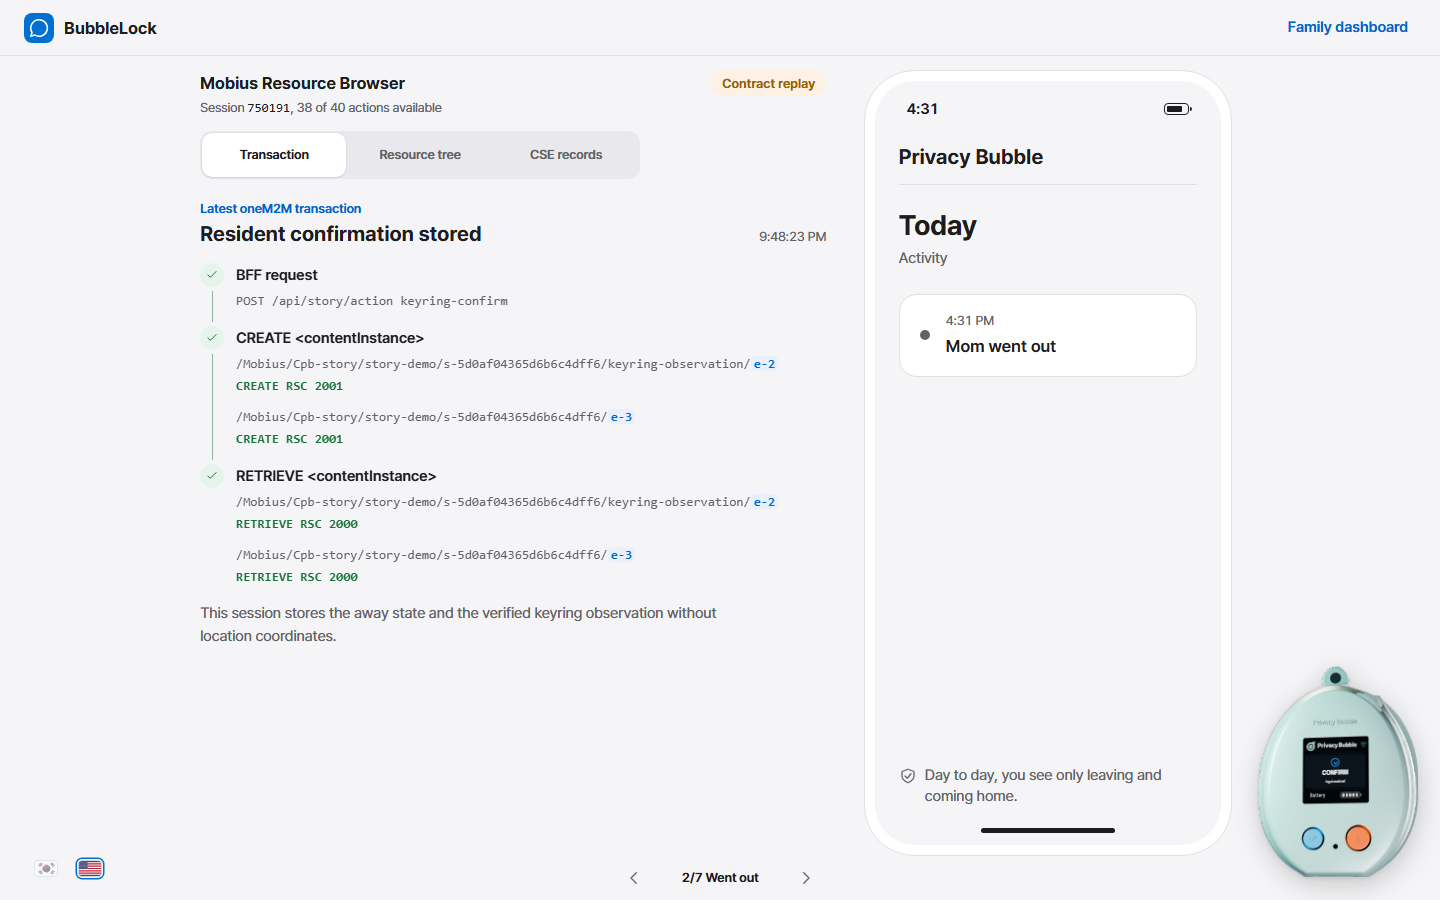 BubbleLock
Family dashboard
Mobius Resource Browser
Contract replay
Session 750191, 38 of 40 actions available
Transaction
Resource tree
CSE records
Latest oneM2M transaction
Resident confirmation stored
9:48:23 PM
BFF request
POST /api/story/action keyring-confirm
CREATE <contentInstance>
/Mobius/Cpb-story/story-demo/s-5d0af04365d6b6c4dff6/keyring-observation/e-2
CREATE RSC 2001
/Mobius/Cpb-story/story-demo/s-5d0af04365d6b6c4dff6/e-3
CREATE RSC 2001
RETRIEVE <contentInstance>
/Mobius/Cpb-story/story-demo/s-5d0af04365d6b6c4dff6/keyring-observation/e-2
RETRIEVE RSC 2000
/Mobius/Cpb-story/story-demo/s-5d0af04365d6b6c4dff6/e-3
RETRIEVE RSC 2000
This session stores the away state and the verified keyring observation without
location coordinates.
4:31
Privacy Bubble
Today
Activity
4:31 PM
Mom went out
Day to day, you see only leaving and
coming home.
Privacy Bubble
Privacy Bubble
CONFIRM
Battery
2/7 Went out